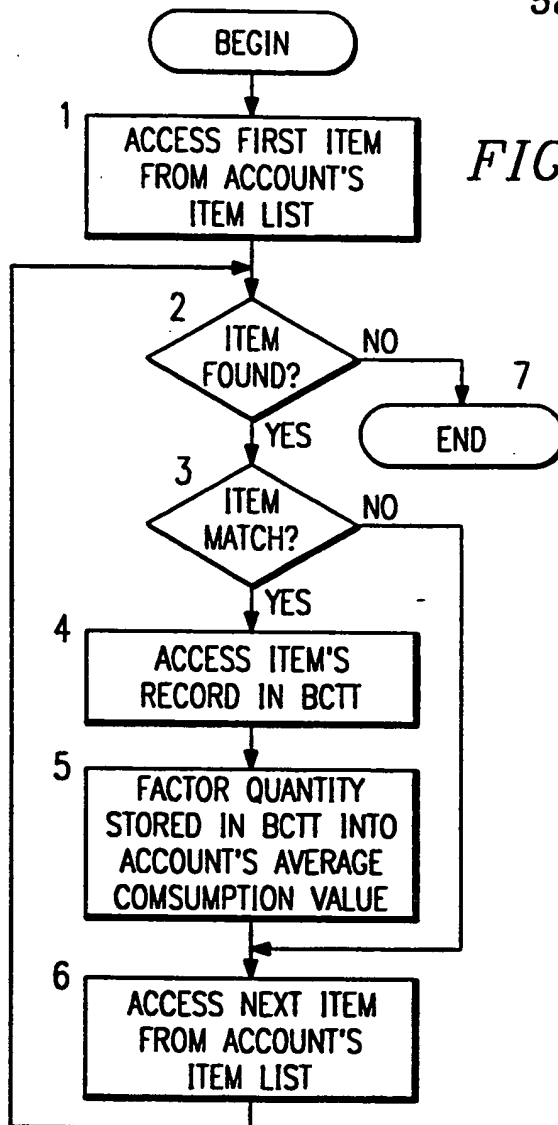 BEGIN
1
ACCESS FIRST ITEM
FROM ACCOUNT'S
ITEM LIST
FIG
2
ITEM
FOUND?
NO
7
END
YES
3
ITEM
MATCH?
NO
YES
4
ACCESS ITEM'S
RECORD IN BCTT
5
FACTOR QUANTITY
STORED IN BCTT INTO
ACCOUNT'S AVERAGE
COMSUMPTION VALUE
6
ACCESS NEXT ITEM
FROM ACCOUNT'S
ITEM LIST